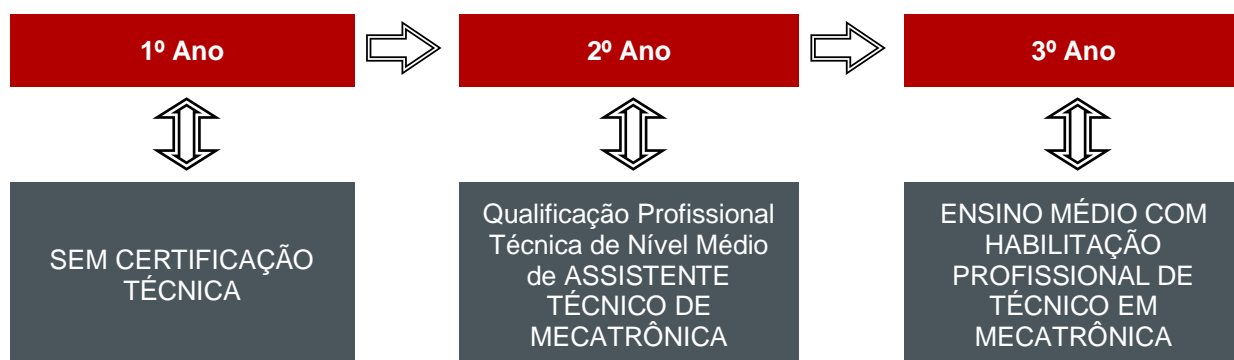 1º Ano
2º Ano
3º Ano
SEM CERTIFICAÇÃO
TÉCNICA
Qualificação Profissional
Técnica de Nível Médio
de ASSISTENTE
TÉCNICO DE
MECATRÔNICA
ENSINO MÉDIO COM
HABILITAÇÃO
PROFISSIONAL DE
TÉCNICO EM
MECATRÔNICA